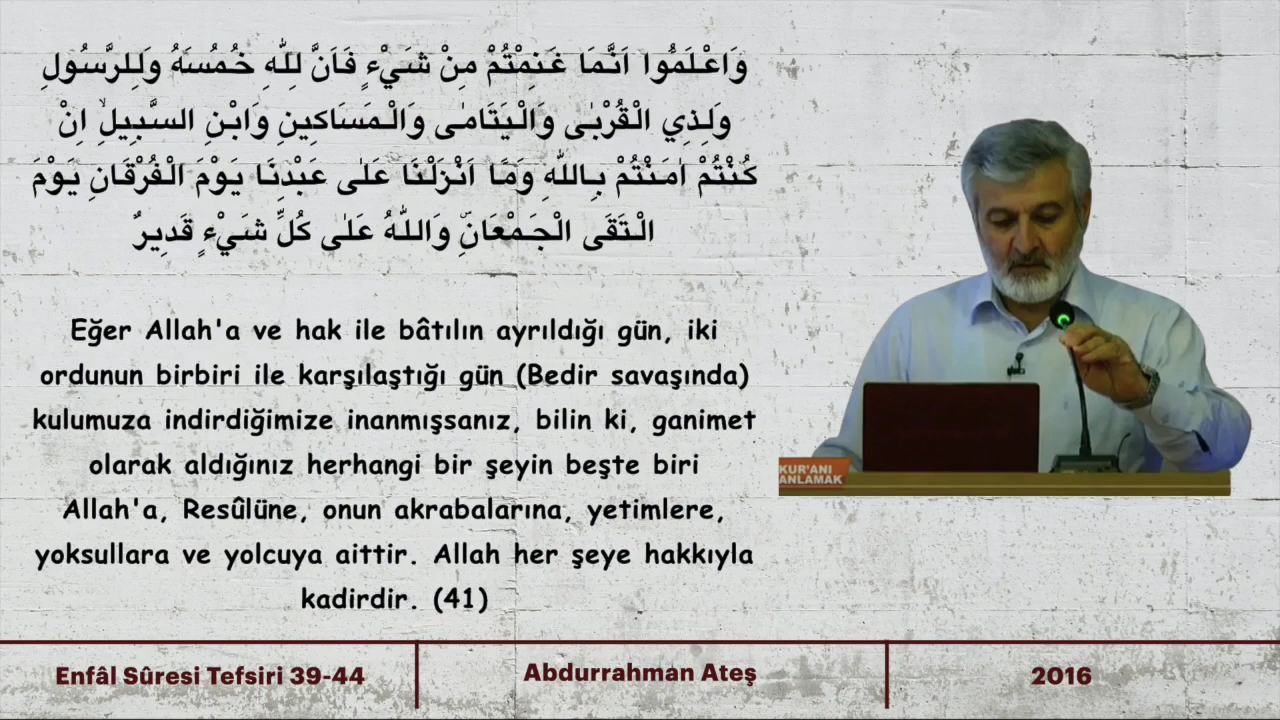 وَاعْلَمُٓوا اَنَّمَا غَنِمْتُمْ مِنْ شَيْءٍ فَاَنَّ لِلّٰهِ خُمُسَهُ وَلِلرَّسُولِ
وَلِذِي الْقُرْبٰى وَالْيَتَامٰى وَالْمَسَاكِينِ وَابْنِ السَّبِيلِۙ اِنْ
كُنْتُمْ اٰمَنْتُمْ بِاللّٰهِ وَمَٓا اَنْزَلْنَا عَلٰى عَبْدِنَا يَوْمَ الْفُرْقَانِ يَوْمَ
الْتَقَى الْجَمْعَانِۜ وَاللّٰهُ عَلٰى كُلِّ شَيْءٍ قَدِيرٌ
Eğer Allah'a ve hak ile bâtılın ayrıldığı gün, iki
ordunun birbiri ile karşılaştığı gün (Bedir savaşında)
kulumuza indirdiğimize inanmışsanız, bilin ki, ganimet
olarak aldığınız herhangi bir şeyin beşte biri
Allah'a, Resûlüne, onun akrabalarına, yetimlere,
yoksullara ve yolcuya aittir. Allah her şeye hakkıyla
kadirdir. (41)
KUR'ANI
ANLAMAK
Enfâl Sûresi Tefsiri 39-44
Abdurrahman Ateş
2016